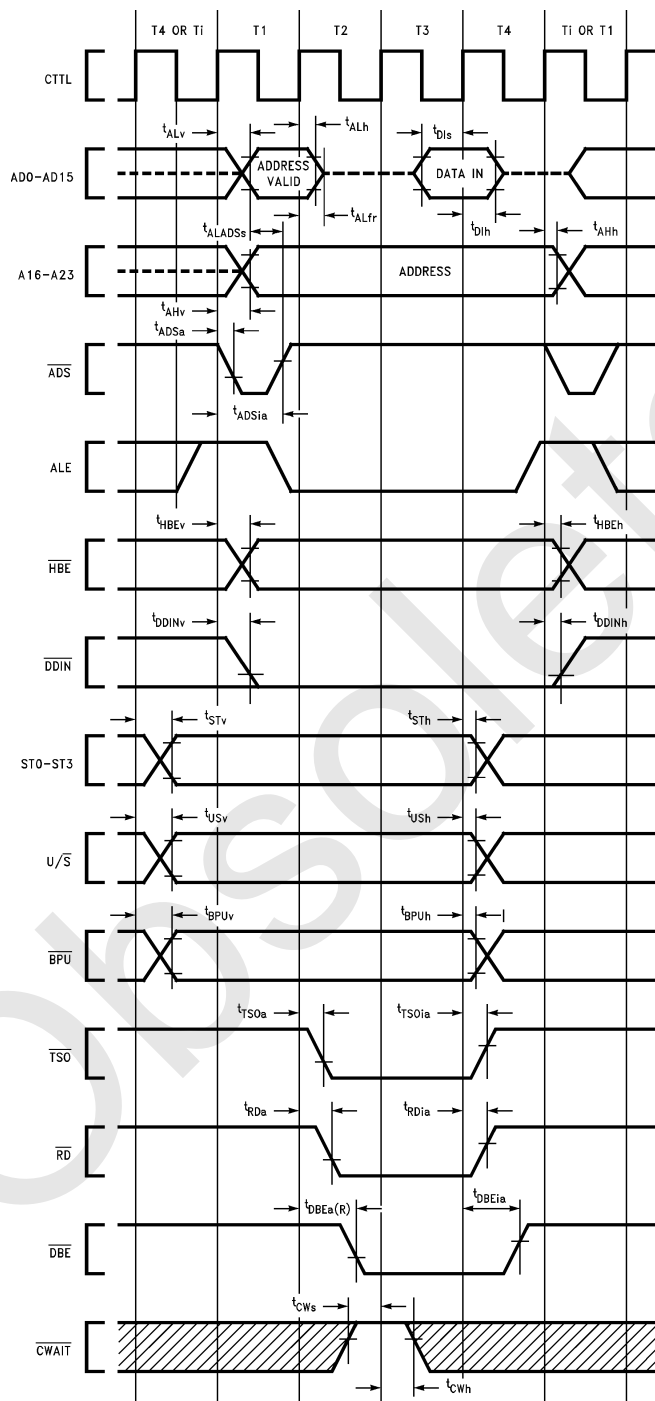 T4 OR Ti T1 T2 T3 T4 Ti OR T1
CTTL
tALv tALh tDIs
AD0-AD15 ADDRESS VALID DATA IN
tALADSs tALfr tDIh tAHh
A16-A23 ADDRESS
tAHv
tADSa
ADS
tADSia
ALE
tHBEv tHBEh
HBE
tDDINv tDDINh
DDIN
tSTv tSTh
ST0-ST3
tUSv tUSh
U/S
tBPUv tBPUh
BPU
tTSOa tTSOia
TSO
tRDa tRDia
RD
tDBEa(R) tDBEia
DBE
tCWs
CWAIT
tCWh
Obsolete